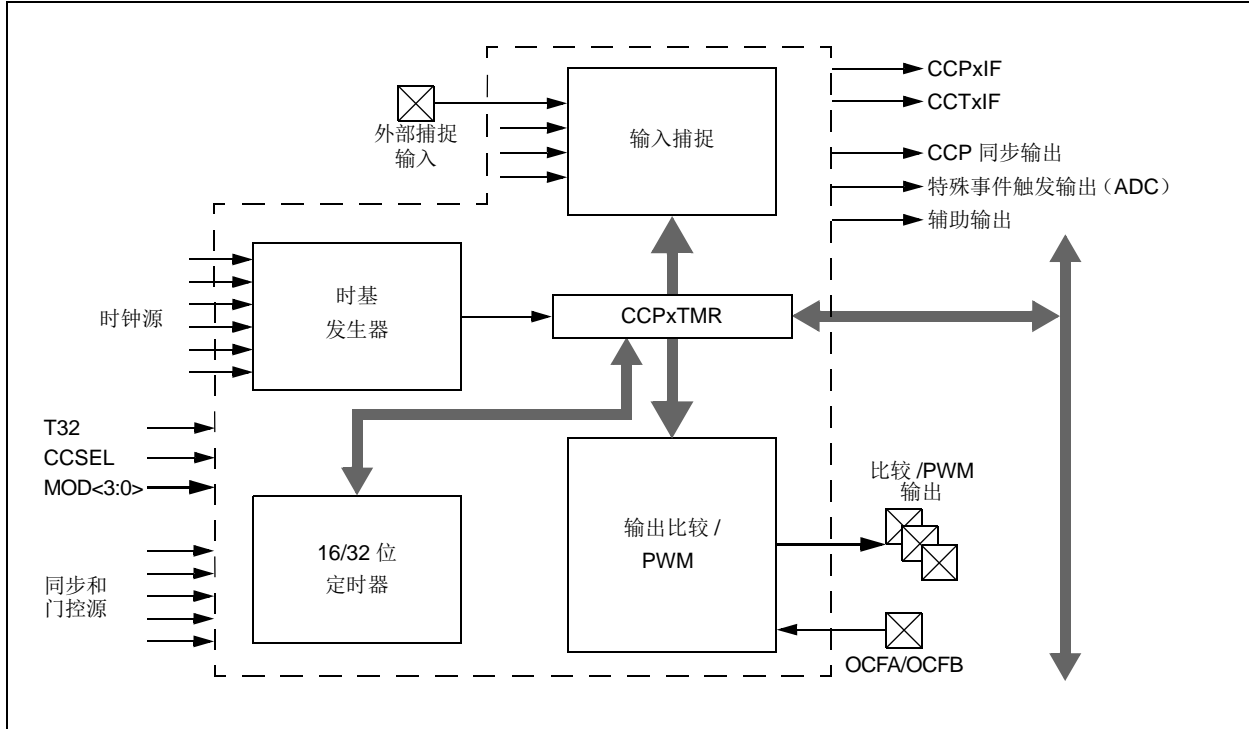 CCPxIF
CCTxIF
外部捕捉
输入
输入捕捉
CCP 同步输出
特殊事件触发输出（ADC）
辅助输出
时钟源
时基
发生器
CCPxTMR
T32
CCSEL
MOD<3:0>
同步和
门控源
16/32 位
定时器
输出比较 /
PWM
比较 /PWM
输出
OCFA/OCFB